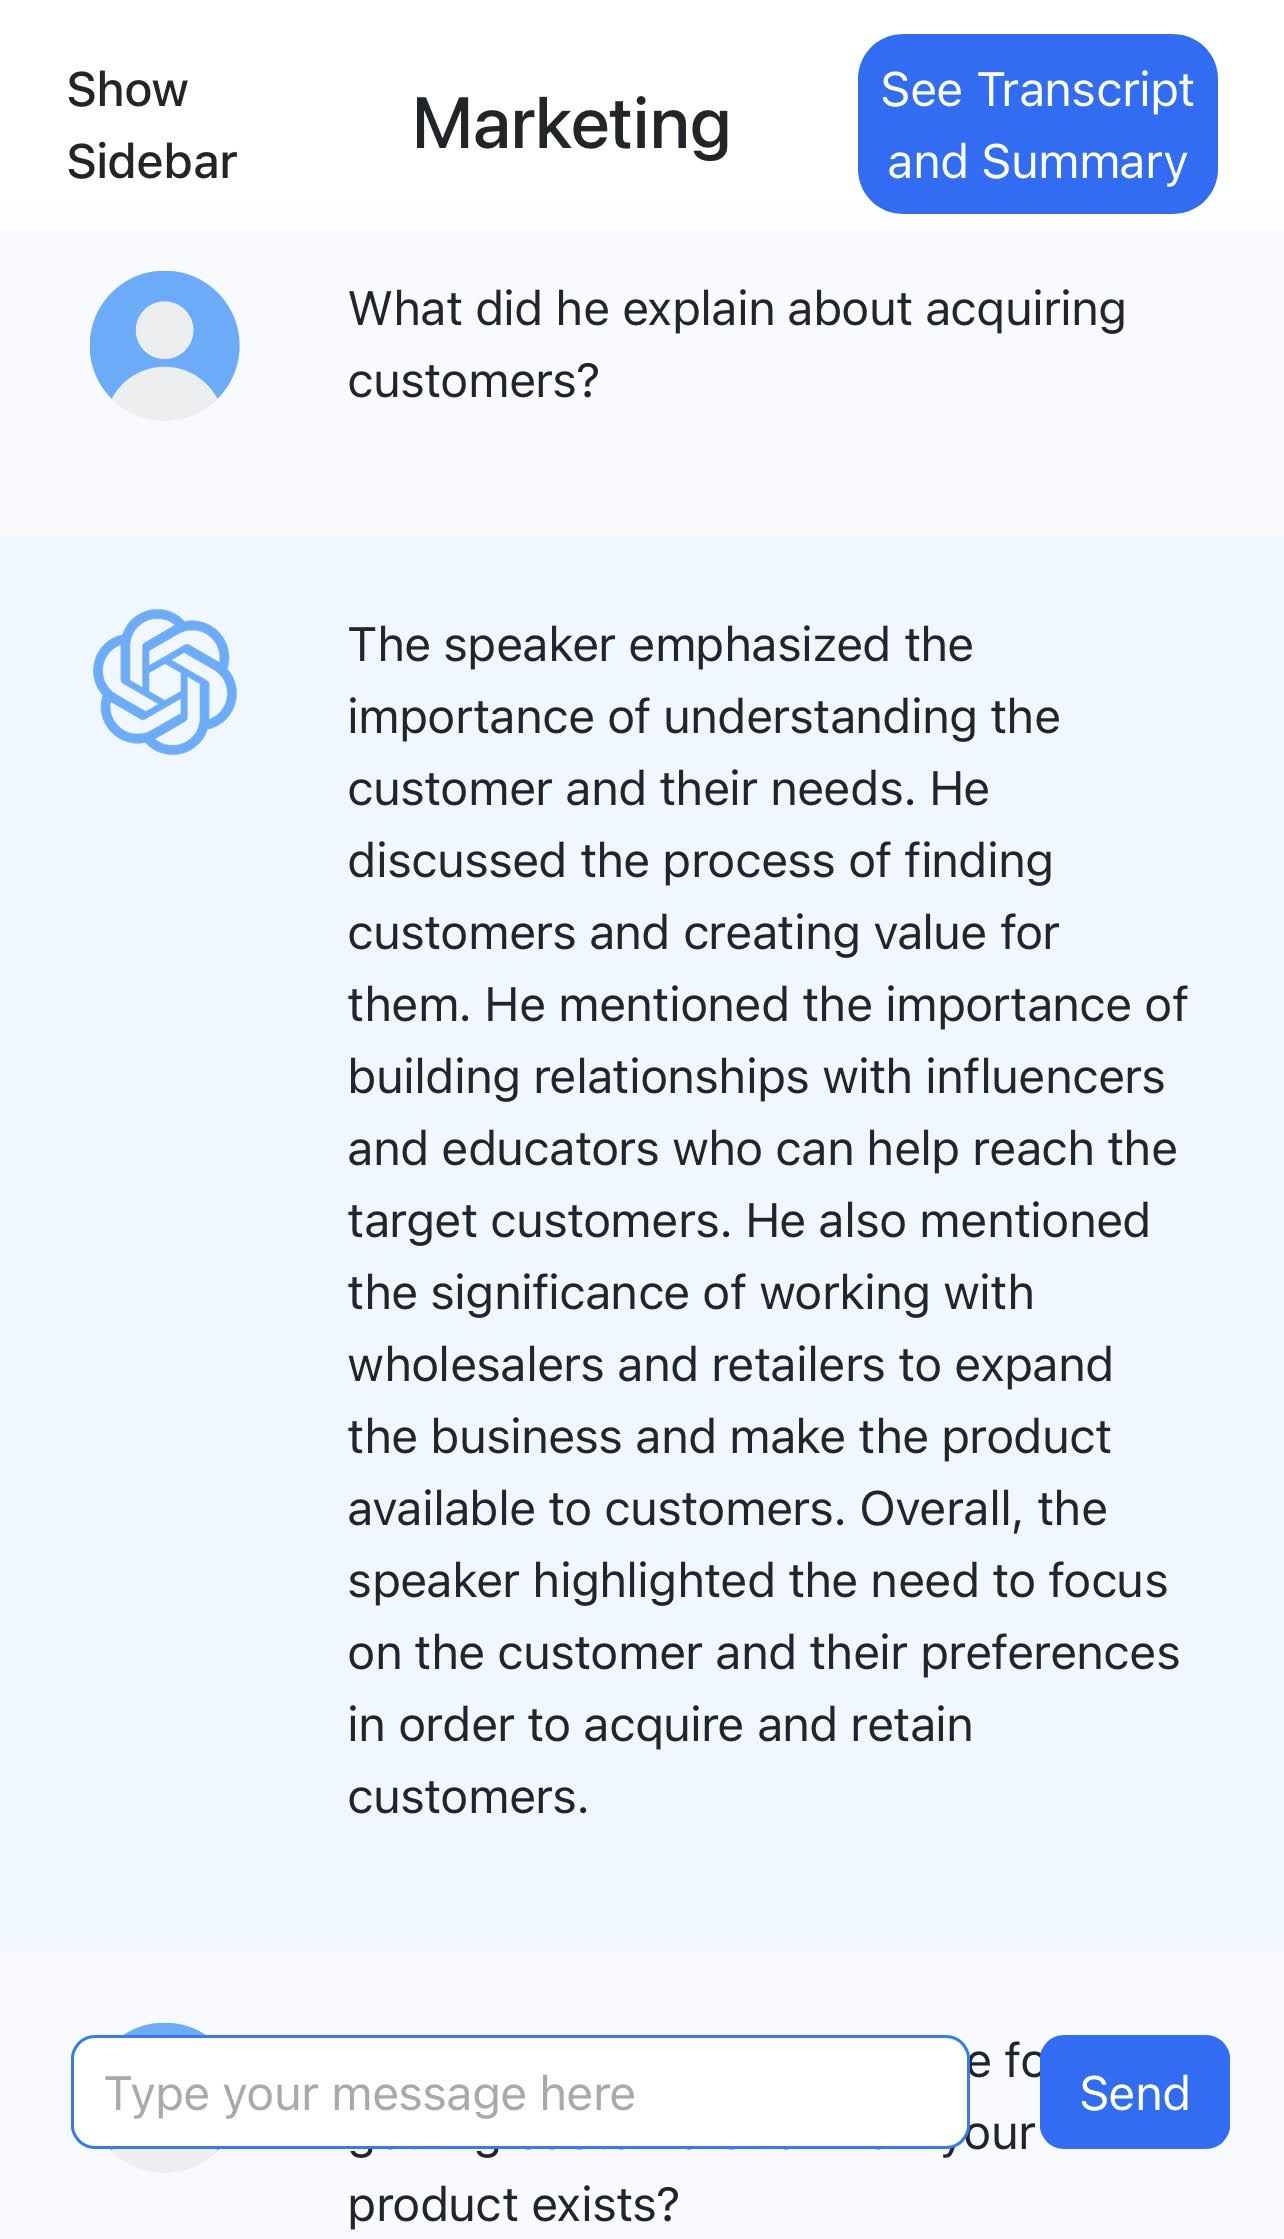 Show
Sidebar
Marketing
See Transcript
and Summary
What did he explain about acquiring
customers?
The speaker emphasized the
importance of understanding the
customer and their needs. He
discussed the process of finding
customers and creating value for
them. He mentioned the importance of
building relationships with influencers
and educators who can help reach the
target customers. He also mentioned
the significance of working with
wholesalers and retailers to expand
the business and make the product
available to customers. Overall, the
speaker highlighted the need to focus
on the customer and their preferences
in order to acquire and retain
customers.
Type your message here
Send
your
product exists?